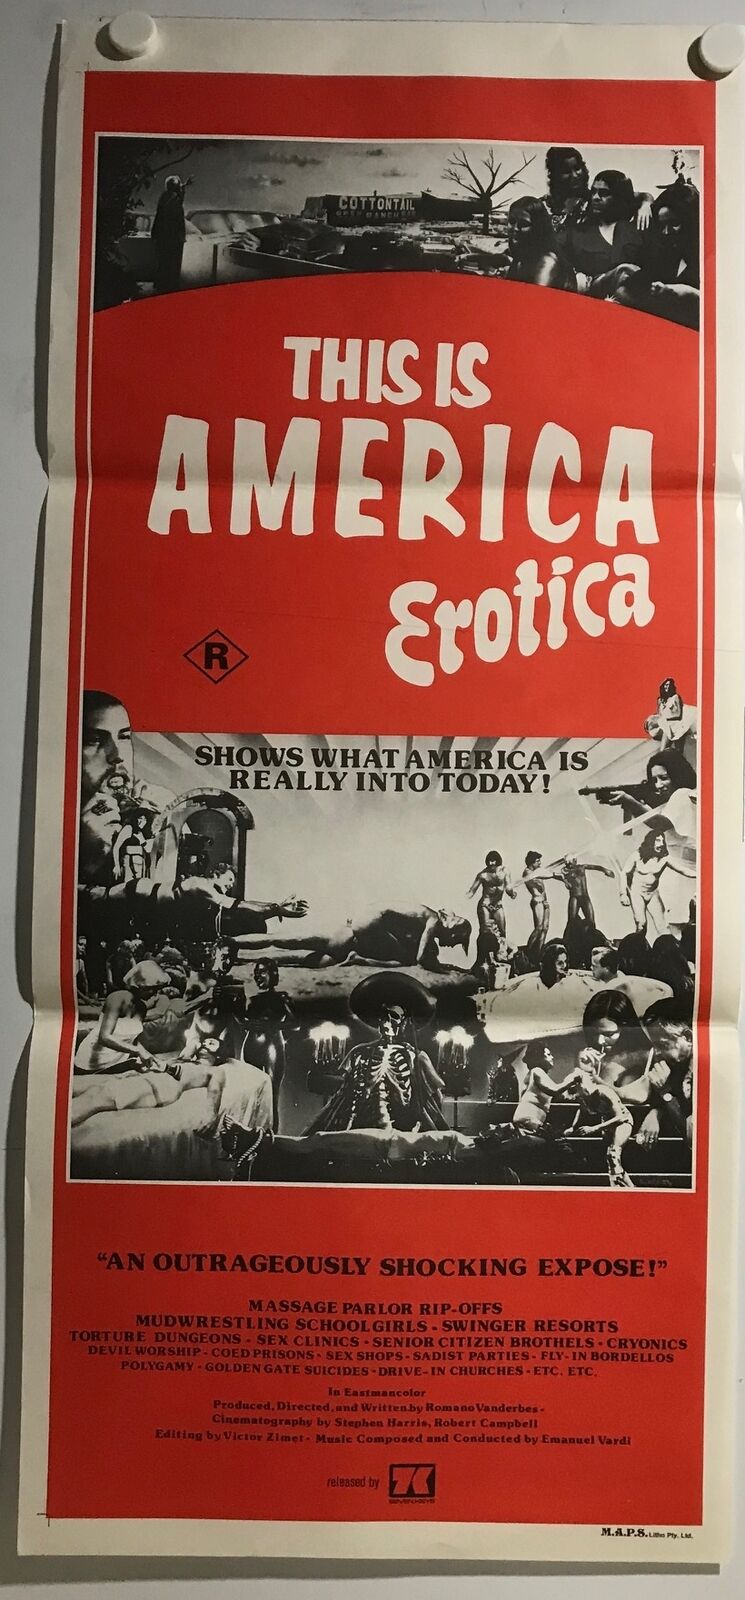 COTTONTAIL
THIS IS
AMERICA
Erotica
R
SHOWS WHAT AMERICA IS
REALLY INTO TODAY!
"AN OUTRAGEOUSLY SHOCKING EXPOSE!"
MASSAGE PARLOR RIP-OFFS
MUDWRESTLING SCHOOLGIRLS - SWINGER RESORTS
TORTURE DUNGEONS - SEX CLINICS - SENIOR CITIZEN BROTHELS - CRYONICS
DEVIL WORSHIP - COED PRISONS - SEX SHOPS - SADIST PARTIES - FLY-IN BORDELLOS
POLYGAMY - GOLDEN GATE SUICIDES - DRIVE-IN CHURCHES - ETC. ETC.
In Eastmancolor
Produced, Directed, and Written by Romano Vanderbes -
Cinematography by Stephen Harris, Robert Campbell
Editing by Victor Zimet - Music Composed and Conducted by Emanuel Vardi
released by 7K
SEVEN KEYS
M.A.P.S. Litho Pty. Ltd.